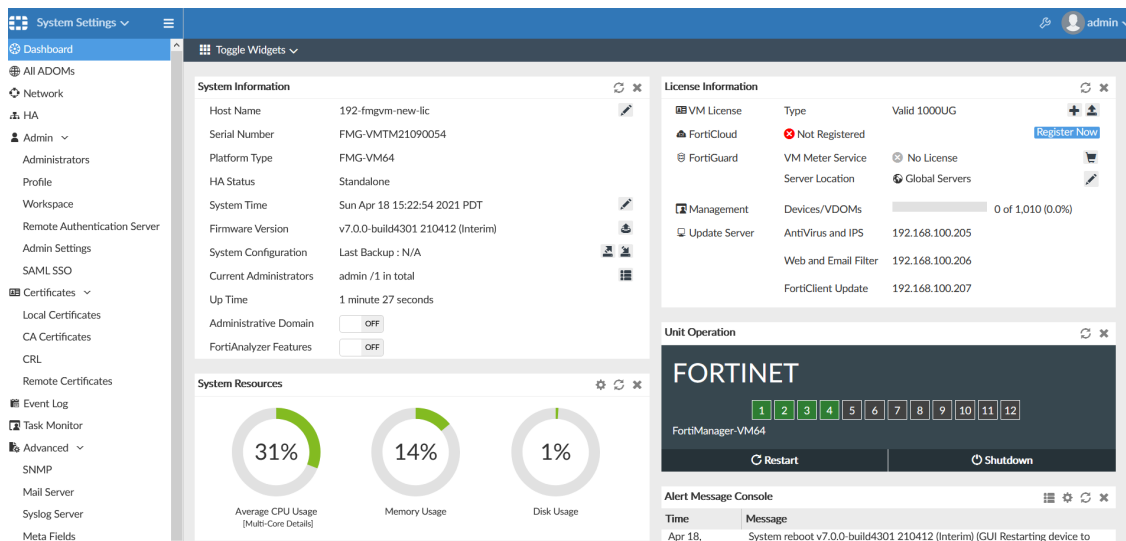 System Settings
admin
Dashboard
All ADOMs
Network
HA
Admin
Administrators
Profile
Workspace
Remote Authentication Server
Admin Settings
SAML SSO
Certificates
Local Certificates
CA Certificates
CRL
Remote Certificates
Event Log
Task Monitor
Advanced
SNMP
Mail Server
Syslog Server
Meta Fields
Toggle Widgets
System Information
Host Name 192-fmgvm-new-lic
Serial Number FMG-VMTM21090054
Platform Type FMG-VM64
HA Status Standalone
System Time Sun Apr 18 15:22:54 2021 PDT
Firmware Version v7.0.0-build4301 210412 (Interim)
System Configuration Last Backup : N/A
Current Administrators admin /1 in total
Up Time 1 minute 27 seconds
Administrative Domain OFF
FortiAnalyzer Features OFF
System Resources
31% 14% 1%
Average CPU Usage Memory Usage Disk Usage
[Multi-Core Details]
License Information
VM License Type Valid 1000UG
FortiCloud Not Registered Register Now
FortiGuard VM Meter Service No License
Server Location Global Servers
Management Devices/VDOMs 0 of 1,010 (0.0%)
Update Server AntiVirus and IPS 192.168.100.205
Web and Email Filter 192.168.100.206
FortiClient Update 192.168.100.207
Unit Operation
FORTINET
1 2 3 4 5 6 7 8 9 10 11 12
FortiManager-VM64
Restart Shutdown
Alert Message Console
Time Message
Apr 18, System reboot v7.0.0-build4301 210412 (Interim) (GUI Restarting device to